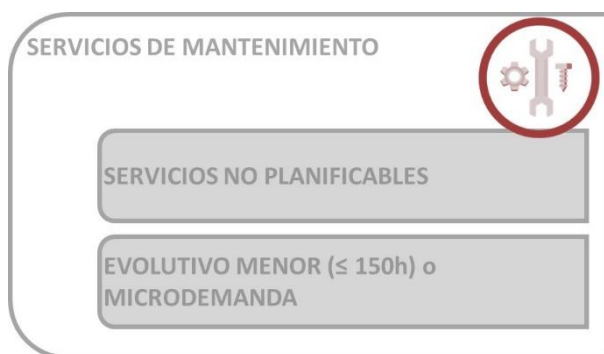 SERVICIOS DE MANTENIMIENTO
SERVICIOS NO PLANIFICABLES
EVOLUTIVO MENOR (≤ 150h) o
MICRODEMANDA